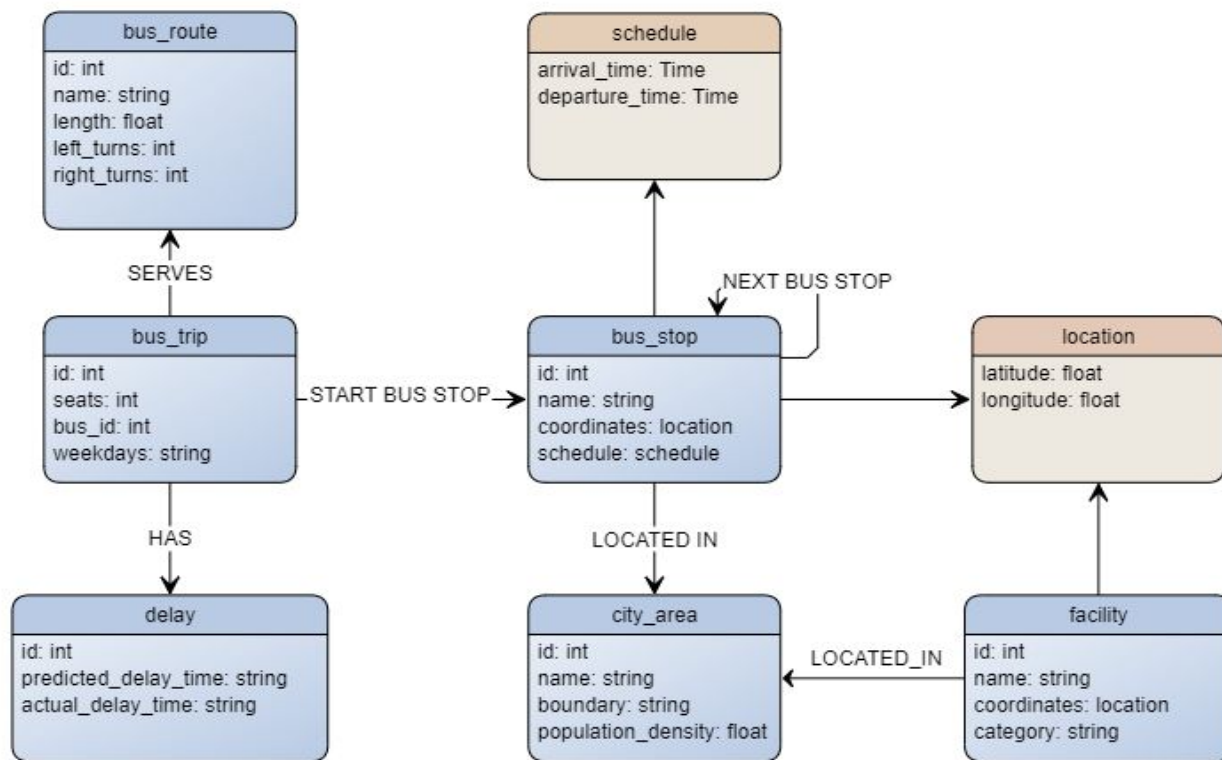 bus_route
id: int
name: string
length: float
left_turns: int
right_turns: int
schedule
arrival_time: Time
departure_time: Time
SERVES
NEXT BUS STOP
bus_trip
id: int
seats: int
bus_id: int
weekdays: string
START BUS STOP
bus_stop
id: int
name: string
coordinates: location
schedule: schedule
location
latitude: float
longitude: float
HAS
LOCATED IN
delay
id: int
predicted_delay_time: string
actual_delay_time: string
city_area
id: int
name: string
boundary: string
population_density: float
LOCATED_IN
facility
id: int
name: string
coordinates: location
category: string